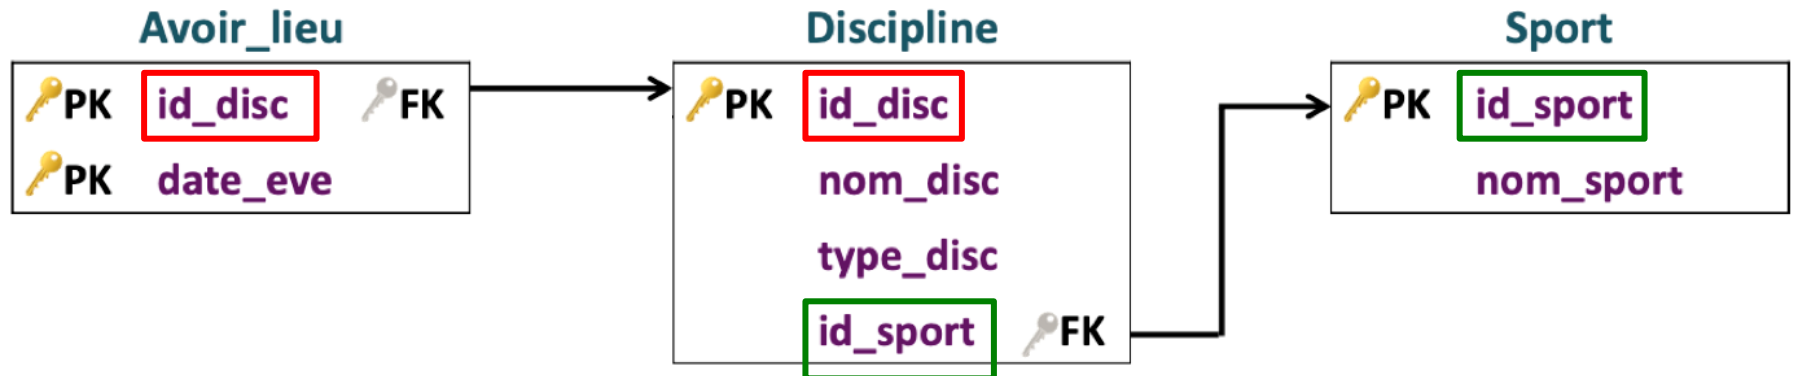 Avoir_lieu
PK id_disc FK
PK date_eve
Discipline
PK id_disc
nom_disc
type_disc
id_sport FK
Sport
PK id_sport
nom_sport